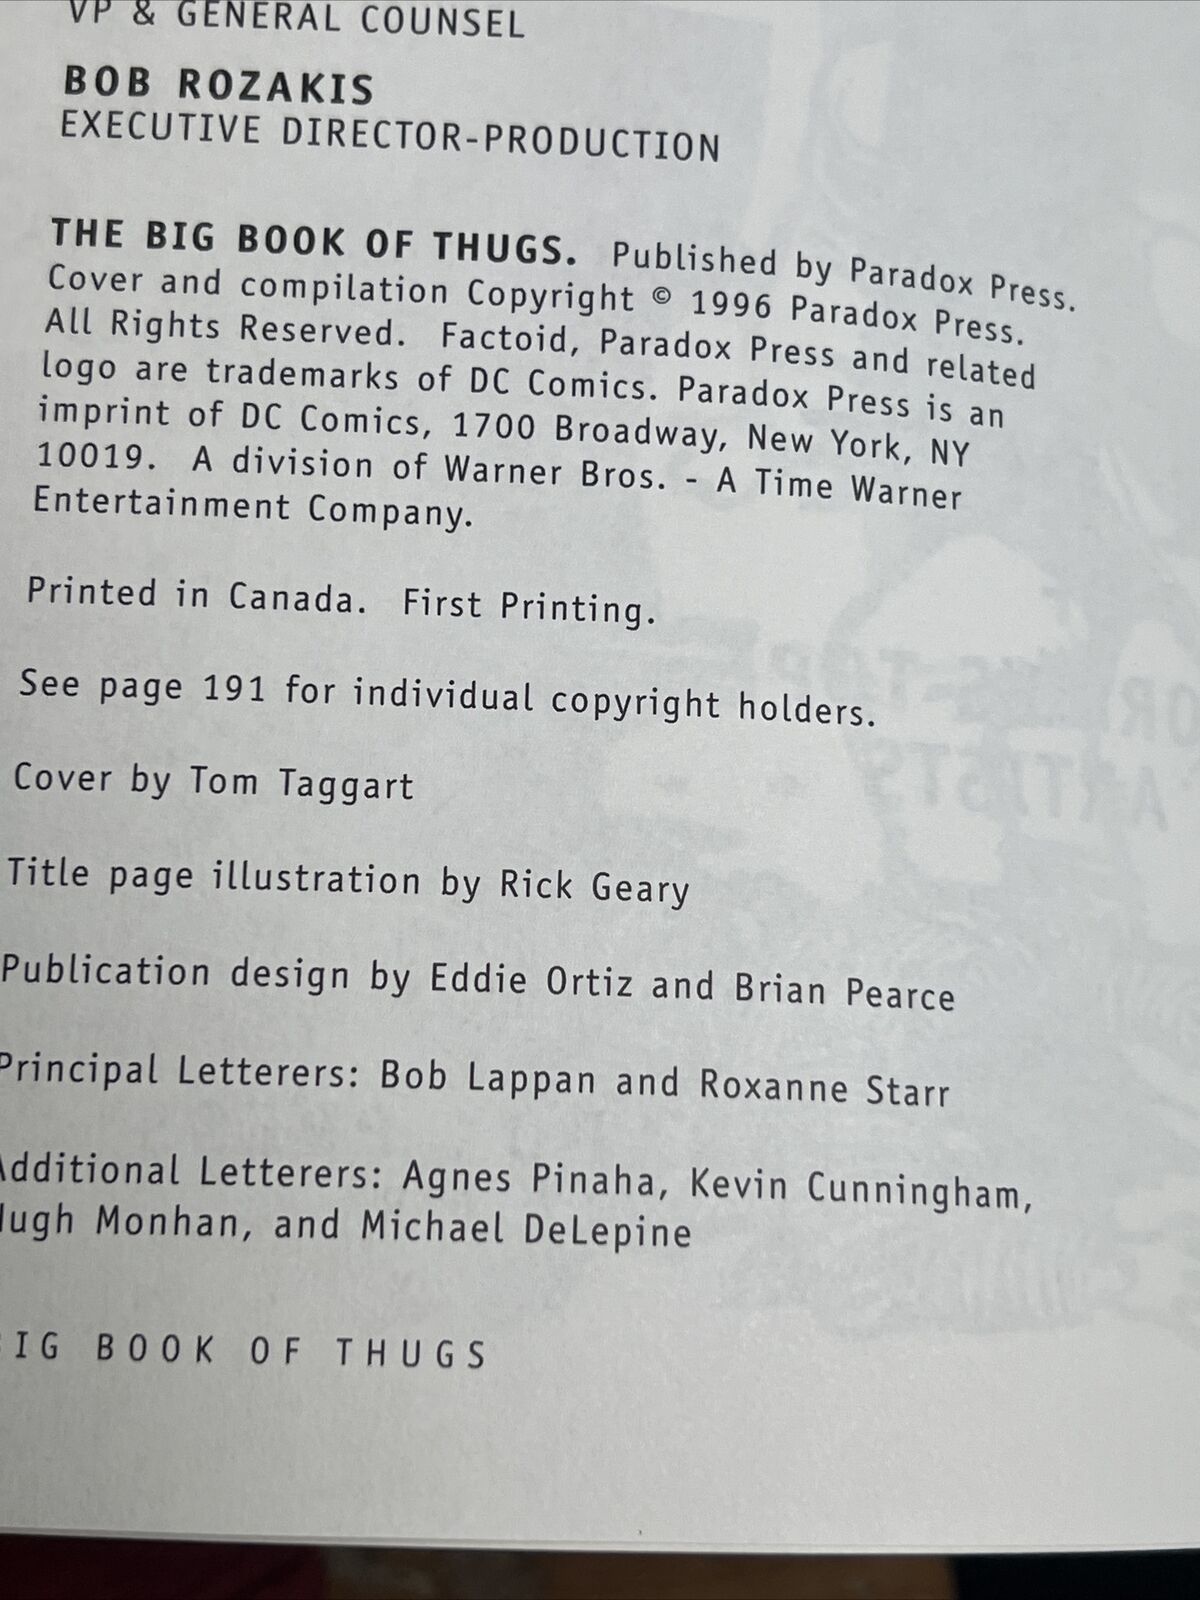 VP & GENERAL COUNSEL
BOB ROZAKIS
EXECUTIVE DIRECTOR-PRODUCTION
THE BIG BOOK OF THUGS. Published by Paradox Press.
Cover and compilation Copyright © 1996 Paradox Press.
All Rights Reserved. Factoid, Paradox Press and related
logo are trademarks of DC Comics. Paradox Press is an
imprint of DC Comics, 1700 Broadway, New York, NY
10019. A division of Warner Bros. - A Time Warner
Entertainment Company.
Printed in Canada. First Printing.
See page 191 for individual copyright holders.
Cover by Tom Taggart
Title page illustration by Rick Geary
Publication design by Eddie Ortiz and Brian Pearce
Principal Letterers: Bob Lappan and Roxanne Starr
Additional Letterers: Agnes Pinaha, Kevin Cunningham,
Hugh Monhan, and Michael DeLepine
BIG BOOK OF THUGS